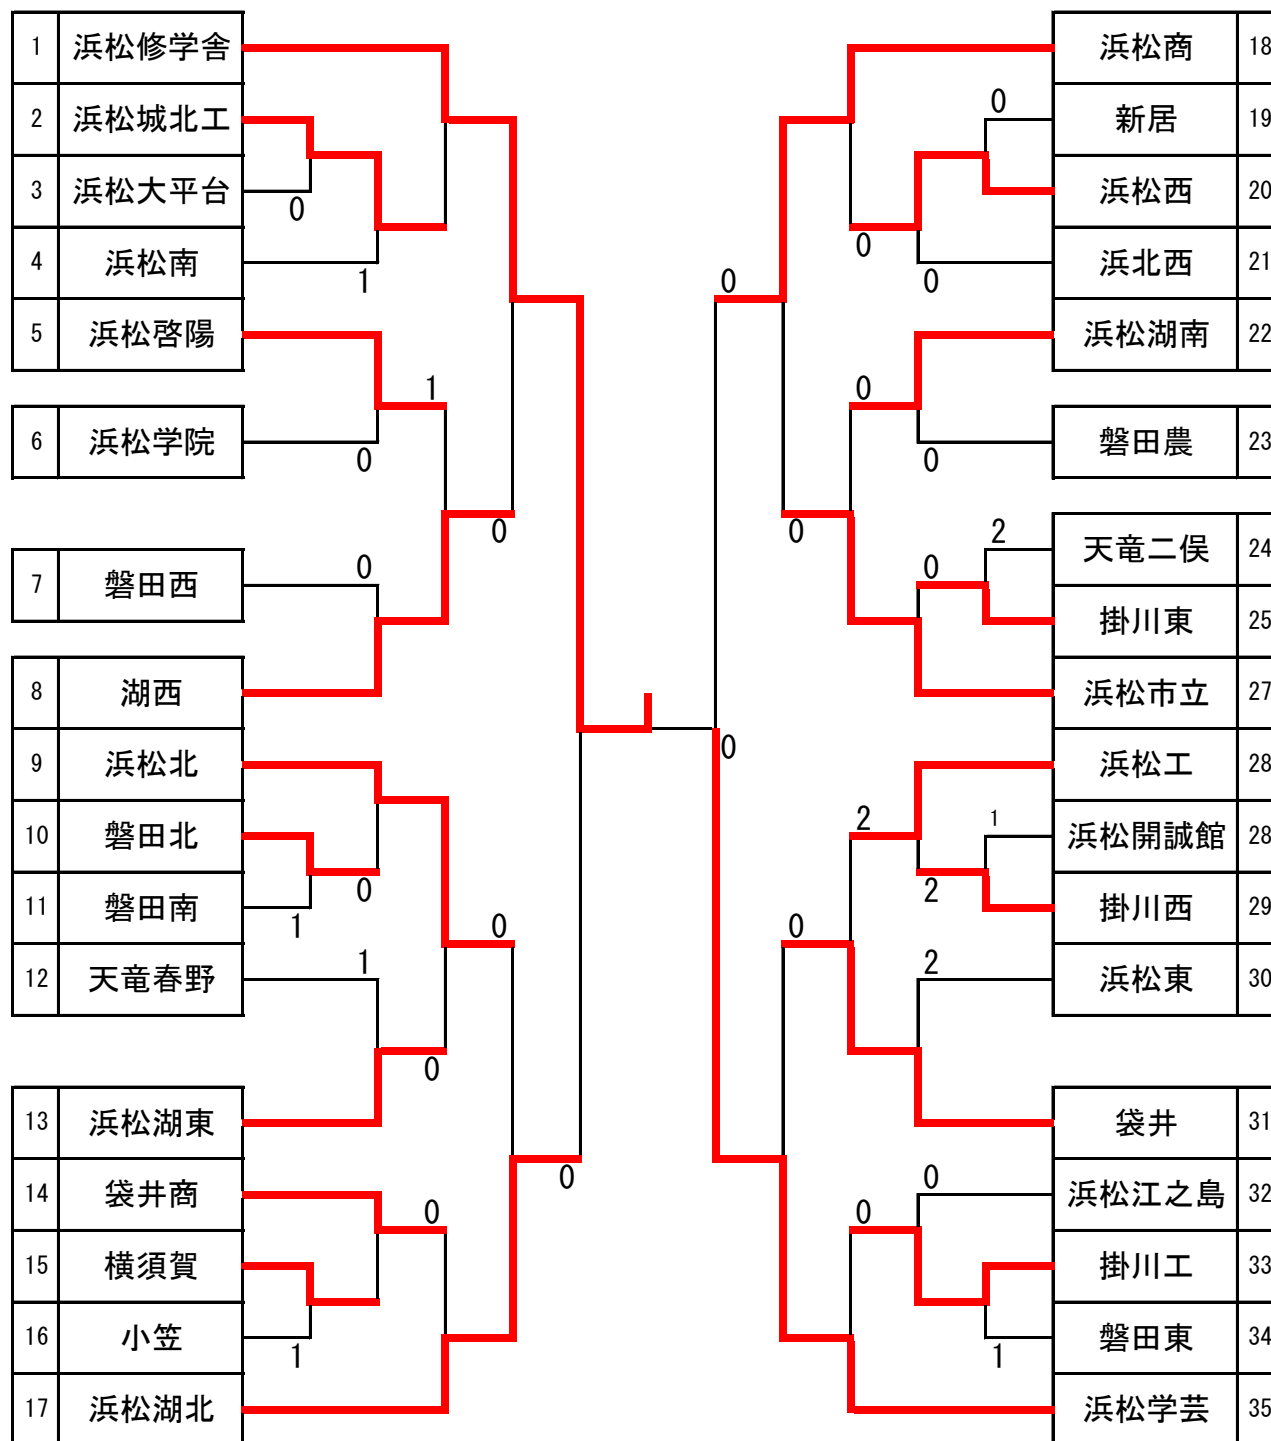 1 浜松修学舎
2 浜松城北工
3 浜松大平台
0
4 浜松南
1
5 浜松啓陽
1
6 浜松学院
0
0
7 磐田西
0
8 湖西
9 浜松北
10 磐田北
0
11 磐田南
1
0
12 天竜春野
1
0
13 浜松湖東
0
14 袋井商
0
15 横須賀
16 小笠
1
17 浜松湖北
浜松商 18
0
新居 19
浜松西 20
0
浜北西 21
0
0
浜松湖南 22
0
磐田農 23
0
0
2
天竜二俣 24
0
掛川東 25
浜松市立 27
0
浜松工 28
2
1
浜松開誠館 28
2
掛川西 29
0
2
浜松東 30
袋井 31
0
浜松江之島 32
0
掛川工 33
磐田東 34
1
浜松学芸 35